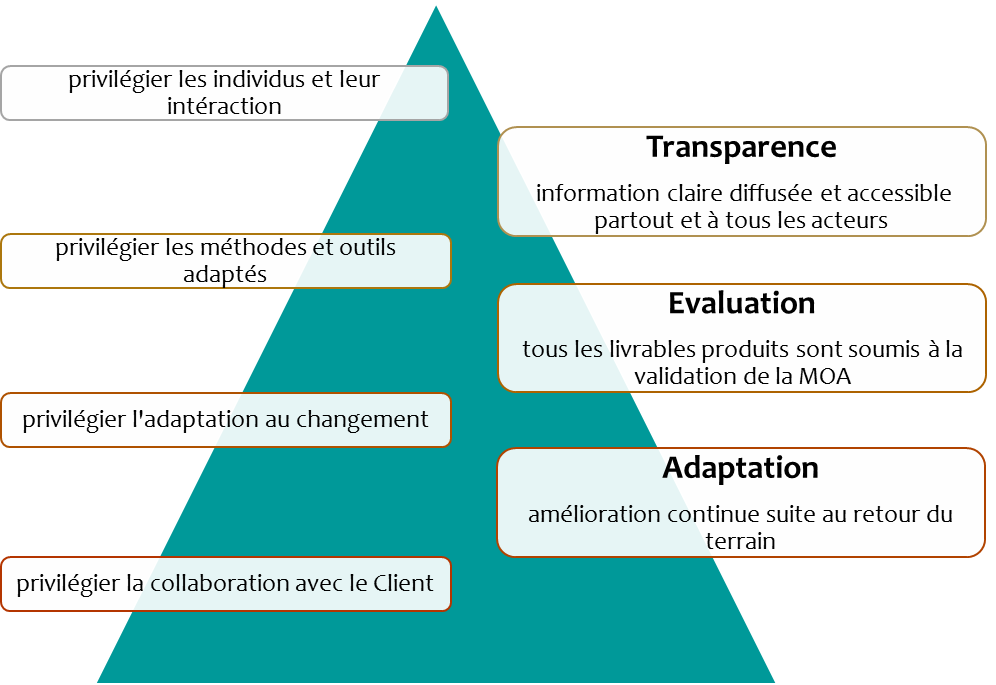 privilégier les individus et leur
intéraction
privilégier les méthodes et outils
adaptés
privilégier l'adaptation au changement
privilégier la collaboration avec le Client
Transparence
information claire diffusée et accessible
partout et à tous les acteurs
Evaluation
tous les livrables produits sont soumis à la
validation de la MOA
Adaptation
amélioration continue suite au retour du
terrain